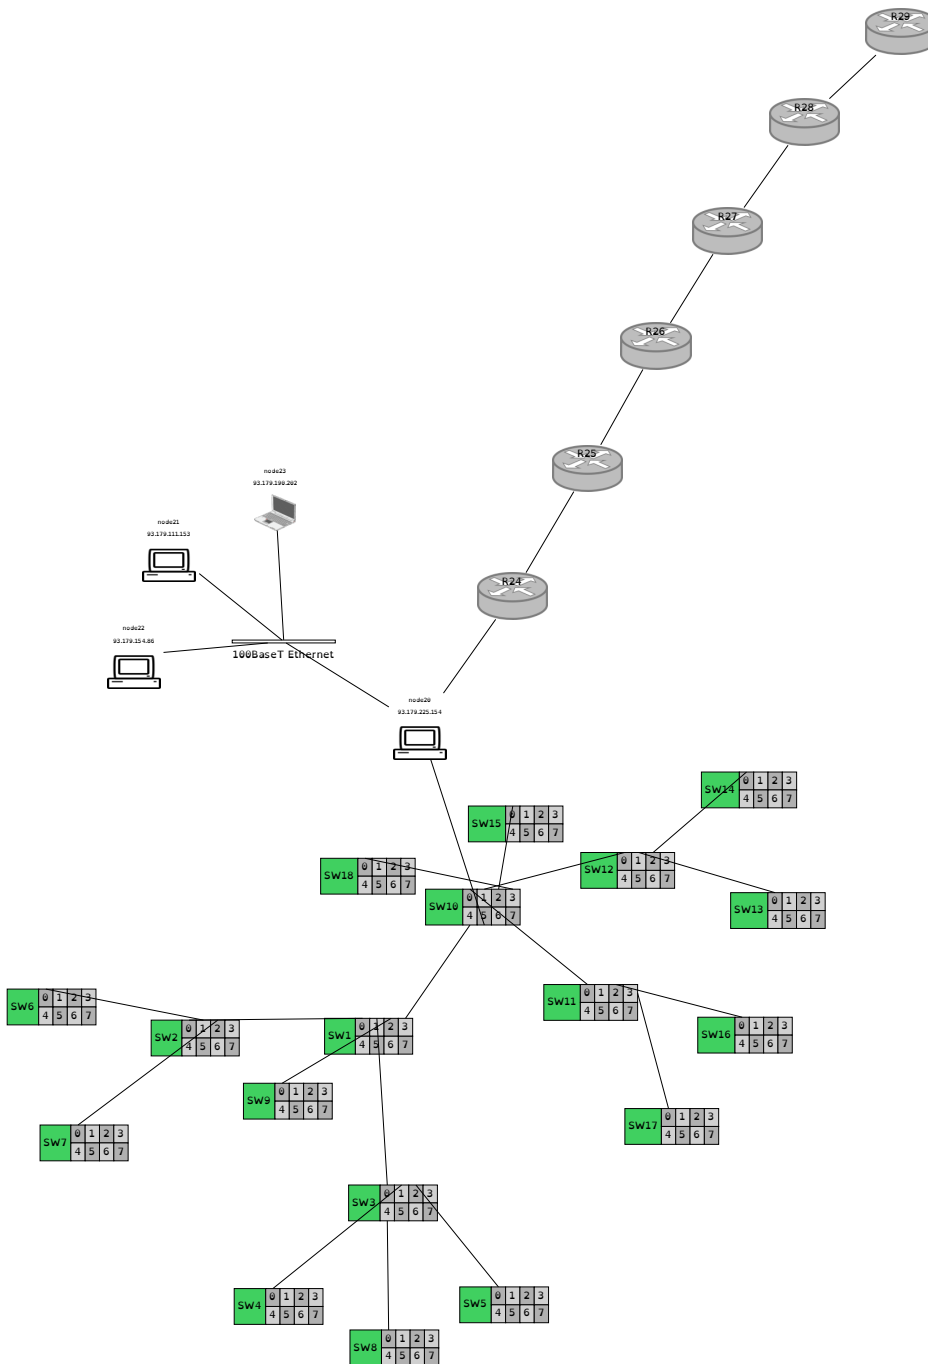 R29
R28
R27
R26
R25
node23
93.179.190.202
node21
93.179.111.153
R24
node22
93.179.154.86
100BaseT Ethernet
node20
93.179.225.154
SW14 0 1 2 3
4 5 6 7
SW15 0 1 2 3
4 5 6 7
SW12 0 1 2 3
4 5 6 7
SW18 0 1 2 3
4 5 6 7
SW10 0 1 2 3
4 5 6 7
SW13 0 1 2 3
4 5 6 7
SW11 0 1 2 3
4 5 6 7
SW6 0 1 2 3
4 5 6 7
SW2 0 1 2 3
4 5 6 7
SW1 0 1 2 3
4 5 6 7
SW16 0 1 2 3
4 5 6 7
SW9 0 1 2 3
4 5 6 7
SW17 0 1 2 3
4 5 6 7
SW7 0 1 2 3
4 5 6 7
SW3 0 1 2 3
4 5 6 7
SW4 0 1 2 3
4 5 6 7
SW5 0 1 2 3
4 5 6 7
SW8 0 1 2 3
4 5 6 7